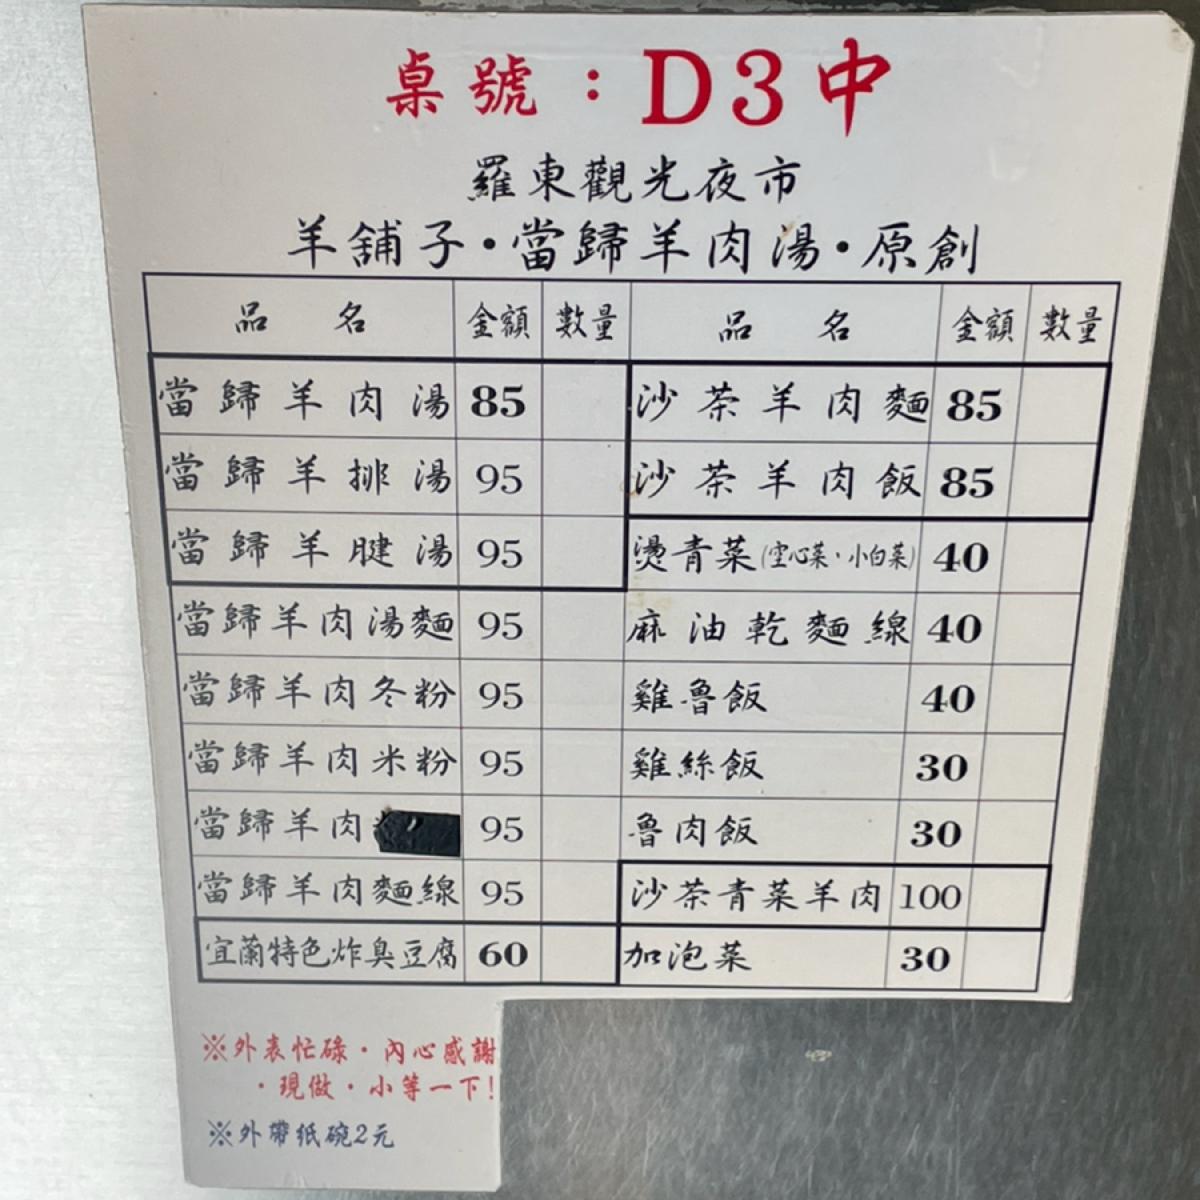 桌號：D3中
羅東觀光夜市
羊舖子·當歸羊肉湯·原創
品名 金額 數量 品名 金額 數量
當歸羊肉湯 85 沙茶羊肉麵 85
當歸羊排湯 95 沙茶羊肉飯 85
當歸羊腱湯 95 燙青菜(空心菜·小白菜) 40
當歸羊肉湯麵 95 麻油乾麵線 40
當歸羊肉冬粉 95 雞魯飯 40
當歸羊肉米粉 95 雞絲飯 30
當歸羊肉 95 魯肉飯 30
當歸羊肉麵線 95 沙茶青菜羊肉 100
宜蘭特色炸臭豆腐 60 加泡菜 30
※外表忙碌·內心感謝
·現做·小等一下!
※外帶紙碗2元